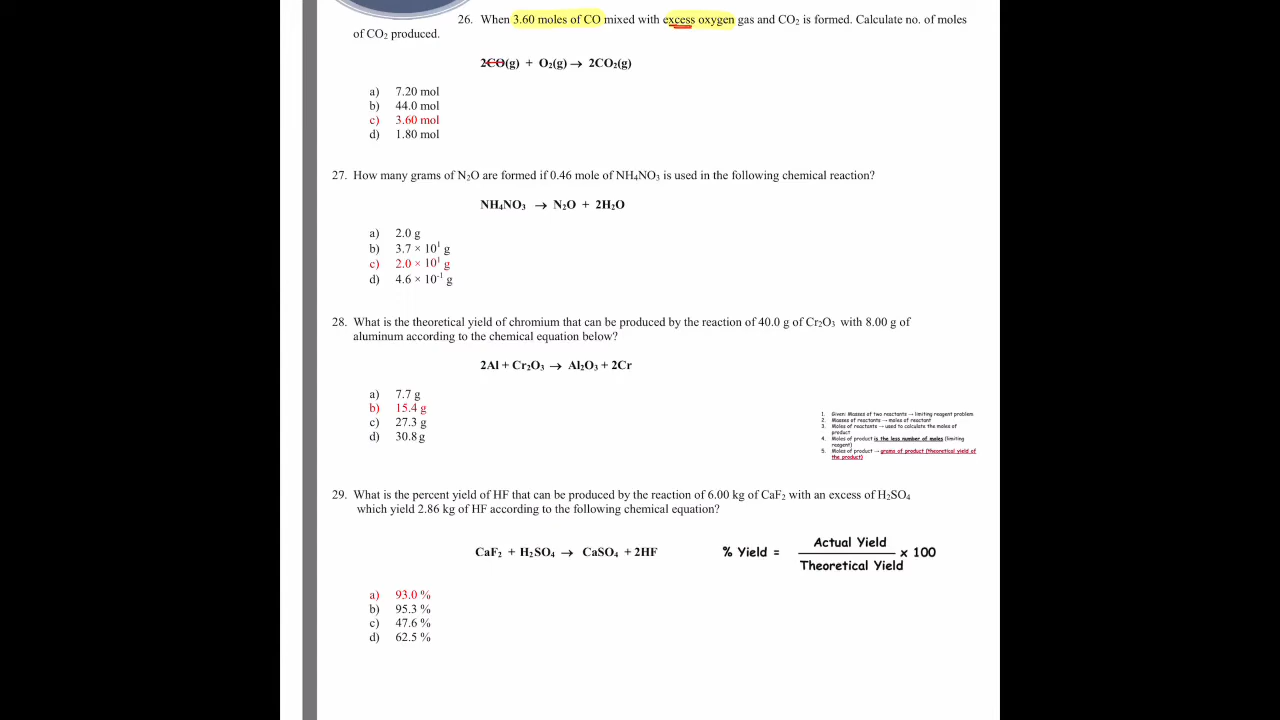 26. When 3.60 moles of CO mixed with excess oxygen gas and CO₂ is formed. Calculate no. of moles
of CO₂ produced.
2CO(g) + O₂(g) → 2CO₂(g)
a) 7.20 mol
b) 44.0 mol
c) 3.60 mol
d) 1.80 mol
27. How many grams of N₂O are formed if 0.46 mole of NH₄NO₃ is used in the following chemical reaction?
NH₄NO₃ → N₂O + 2H₂O
a) 2.0 g
b) 3.7 × 10¹ g
c) 2.0 × 10¹ g
d) 4.6 × 10⁻¹ g
28. What is the theoretical yield of chromium that can be produced by the reaction of 40.0 g of Cr₂O₃ with 8.00 g of
aluminum according to the chemical equation below?
2Al + Cr₂O₃ → Al₂O₃ + 2Cr
a) 7.7 g
b) 15.4 g
c) 27.3 g
d) 30.8 g
1. Given: Masses of two reactants → limiting reagent problem
2. Masses of reactants → moles of reactant
3. Moles of reactants → used to calculate the moles of
product
4. Moles of product is the less number of moles (limiting
reagent)
5. Moles of product → grams of product (theoretical yield of
the product)
29. What is the percent yield of HF that can be produced by the reaction of 6.00 kg of CaF₂ with an excess of H₂SO₄
which yield 2.86 kg of HF according to the following chemical equation?
CaF₂ + H₂SO₄ → CaSO₄ + 2HF
% Yield = Actual Yield / Theoretical Yield x 100
a) 93.0 %
b) 95.3 %
c) 47.6 %
d) 62.5 %